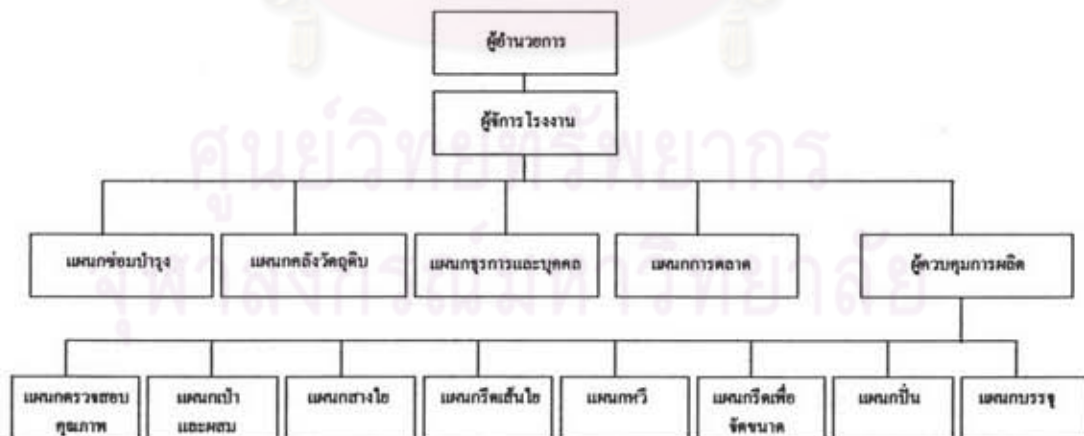 ผู้อำนวยการ
ผู้จัการโรงงาน
ศูนย์วิทยทรัพยากร
แผนกซ่อมบำรุง
แผนกคลังวัตถุดิบ
แผนกธุรการและบุคคล
แผนกการตลาด
ผู้ควบคุมการผลิต
จุฬาลงกรณ์มหาวิทยาลัย
แผนกตรวจสอบ
คุณภาพ
แผนกเป่า
และผสม
แผนกสางใย
แผนกรีดเส้นใย
แผนกหวี
แผนกรีดเพื่อ
จัดขนาด
แผนกปั่น
แผนกบรรจุ